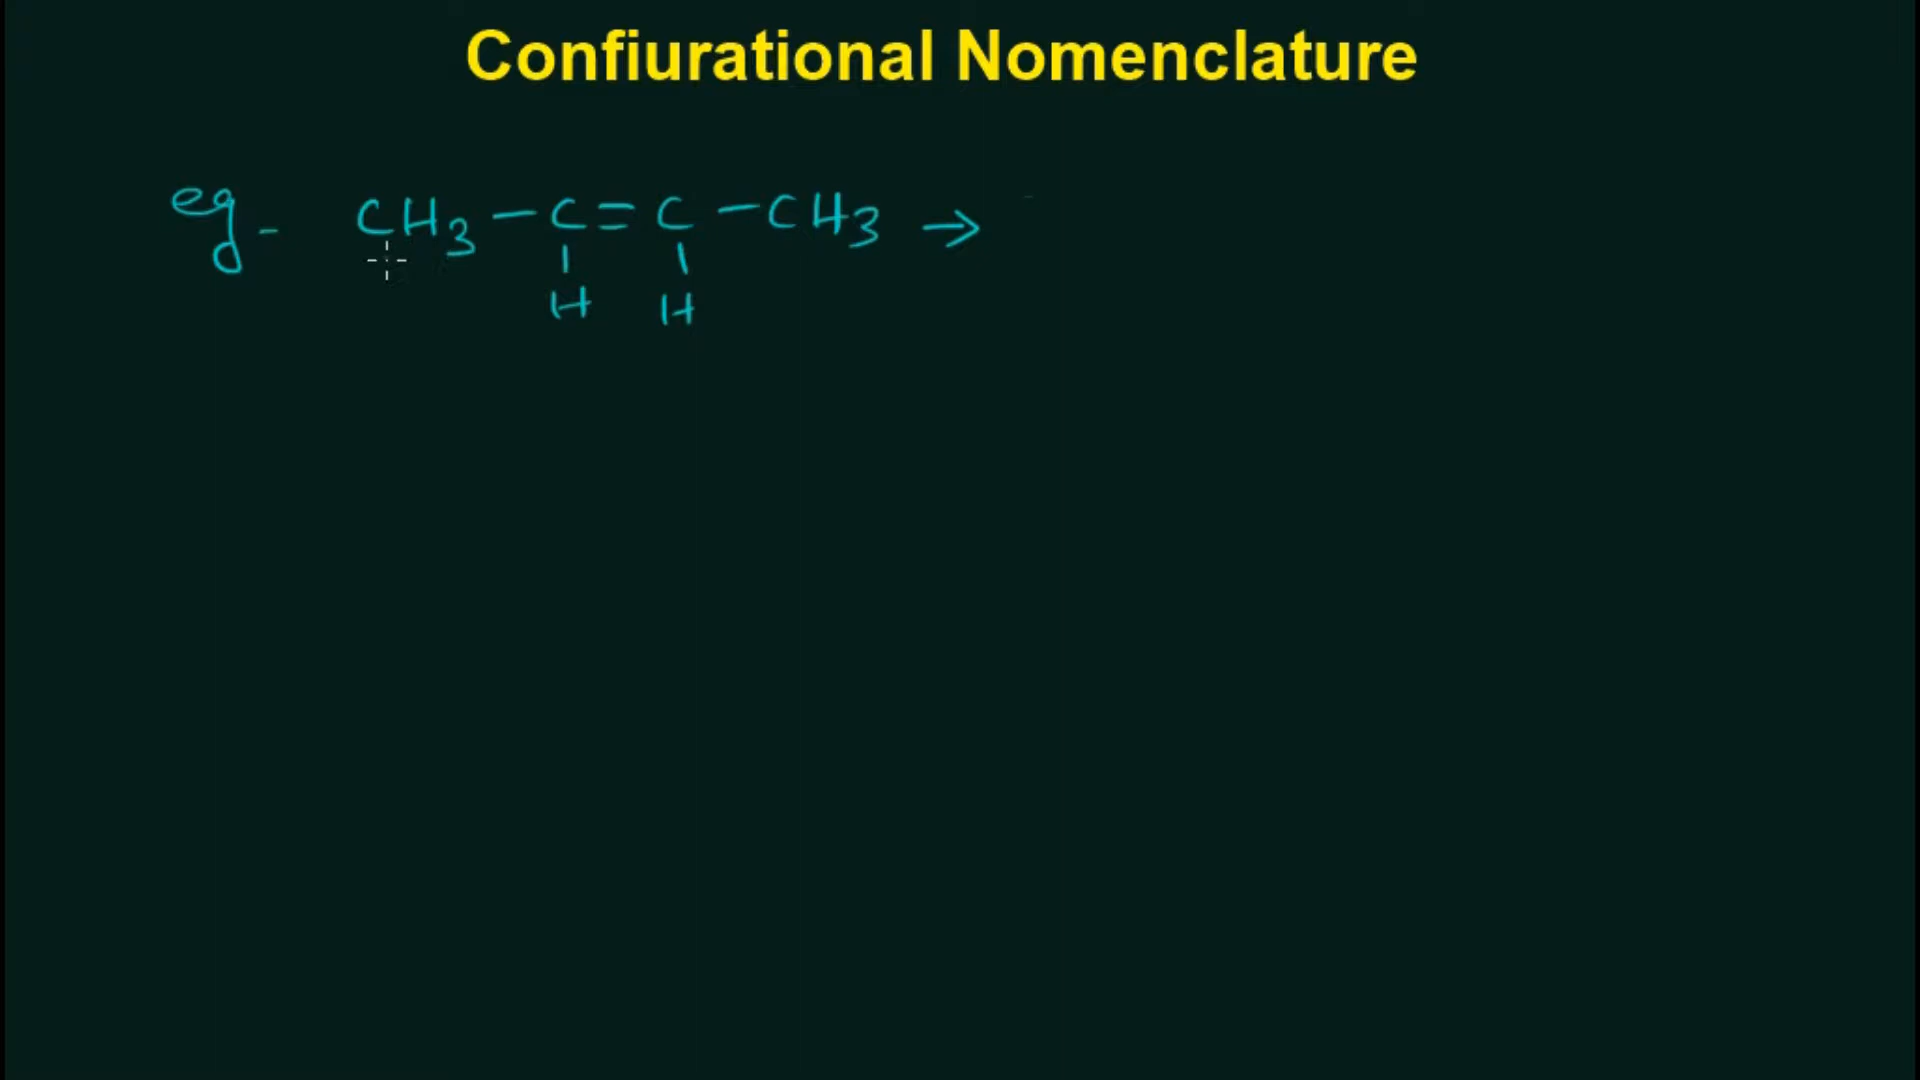 Confiurational Nomenclature
eg - CH3 - C = C - CH3 →
H H